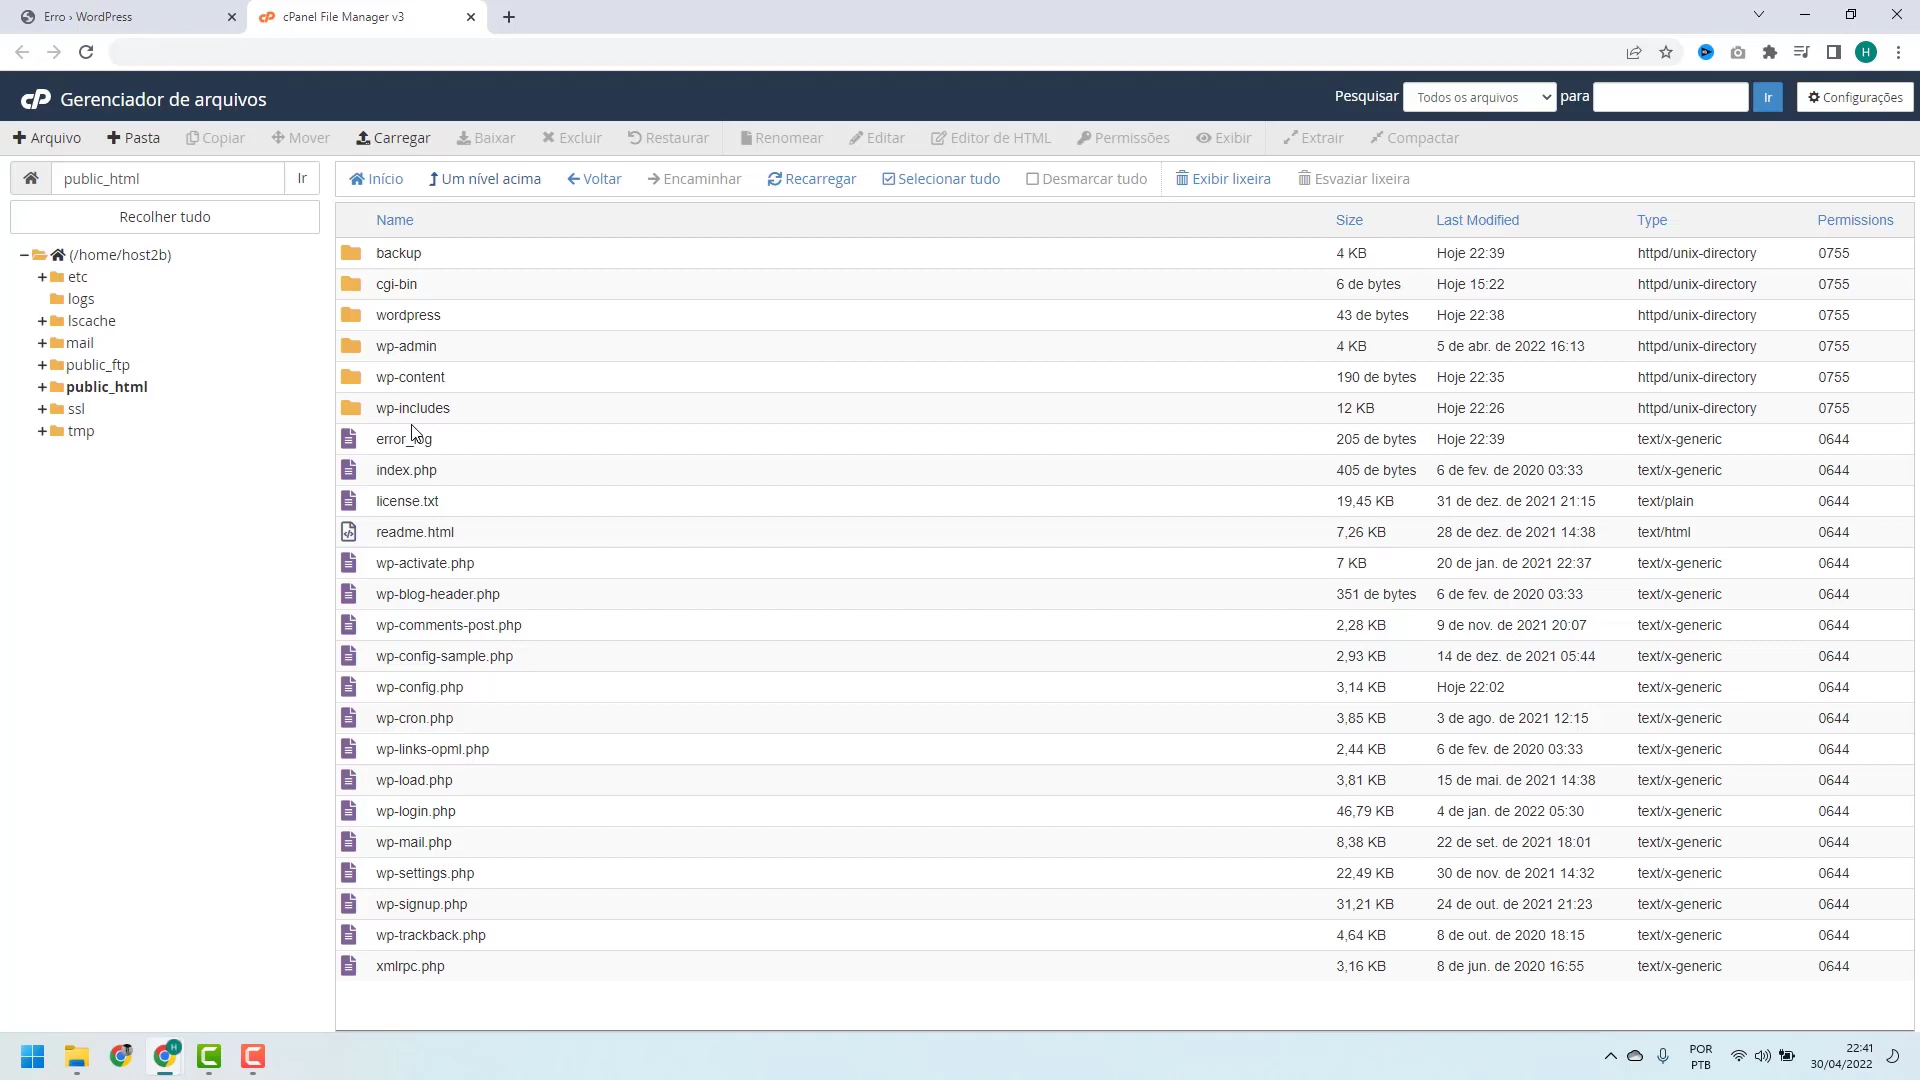 Erro › WordPress
cPanel File Manager v3
H
cP Gerenciador de arquivos
Pesquisar Todos os arquivos para Ir Configurações
Arquivo Pasta Copiar Mover Carregar Baixar Excluir Restaurar Renomear Editar Editor de HTML Permissões Exibir Extrair Compactar
public_html Ir
Início Um nível acima Voltar Encaminhar Recarregar Selecionar tudo Desmarcar tudo Exibir lixeira Esvaziar lixeira
Recolher tudo
(/home/host2b)
etc
logs
lscache
mail
public_ftp
public_html
ssl
tmp
Name Size Last Modified Type Permissions
backup 4 KB Hoje 22:39 httpd/unix-directory 0755
cgi-bin 6 de bytes Hoje 15:22 httpd/unix-directory 0755
wordpress 43 de bytes Hoje 22:38 httpd/unix-directory 0755
wp-admin 4 KB 5 de abr. de 2022 16:13 httpd/unix-directory 0755
wp-content 190 de bytes Hoje 22:35 httpd/unix-directory 0755
wp-includes 12 KB Hoje 22:26 httpd/unix-directory 0755
error_log 205 de bytes Hoje 22:39 text/x-generic 0644
index.php 405 de bytes 6 de fev. de 2020 03:33 text/x-generic 0644
license.txt 19,45 KB 31 de dez. de 2021 21:15 text/plain 0644
readme.html 7,26 KB 28 de dez. de 2021 14:38 text/html 0644
wp-activate.php 7 KB 20 de jan. de 2021 22:37 text/x-generic 0644
wp-blog-header.php 351 de bytes 6 de fev. de 2020 03:33 text/x-generic 0644
wp-comments-post.php 2,28 KB 9 de nov. de 2021 20:07 text/x-generic 0644
wp-config-sample.php 2,93 KB 14 de dez. de 2021 05:44 text/x-generic 0644
wp-config.php 3,14 KB Hoje 22:02 text/x-generic 0644
wp-cron.php 3,85 KB 3 de ago. de 2021 12:15 text/x-generic 0644
wp-links-opml.php 2,44 KB 6 de fev. de 2020 03:33 text/x-generic 0644
wp-load.php 3,81 KB 15 de mai. de 2021 14:38 text/x-generic 0644
wp-login.php 46,79 KB 4 de jan. de 2022 05:30 text/x-generic 0644
wp-mail.php 8,38 KB 22 de set. de 2021 18:01 text/x-generic 0644
wp-settings.php 22,49 KB 30 de nov. de 2021 14:32 text/x-generic 0644
wp-signup.php 31,21 KB 24 de out. de 2021 21:23 text/x-generic 0644
wp-trackback.php 4,64 KB 8 de out. de 2020 18:15 text/x-generic 0644
xmlrpc.php 3,16 KB 8 de jun. de 2020 16:55 text/x-generic 0644
H
POR
PTB
22:41
30/04/2022